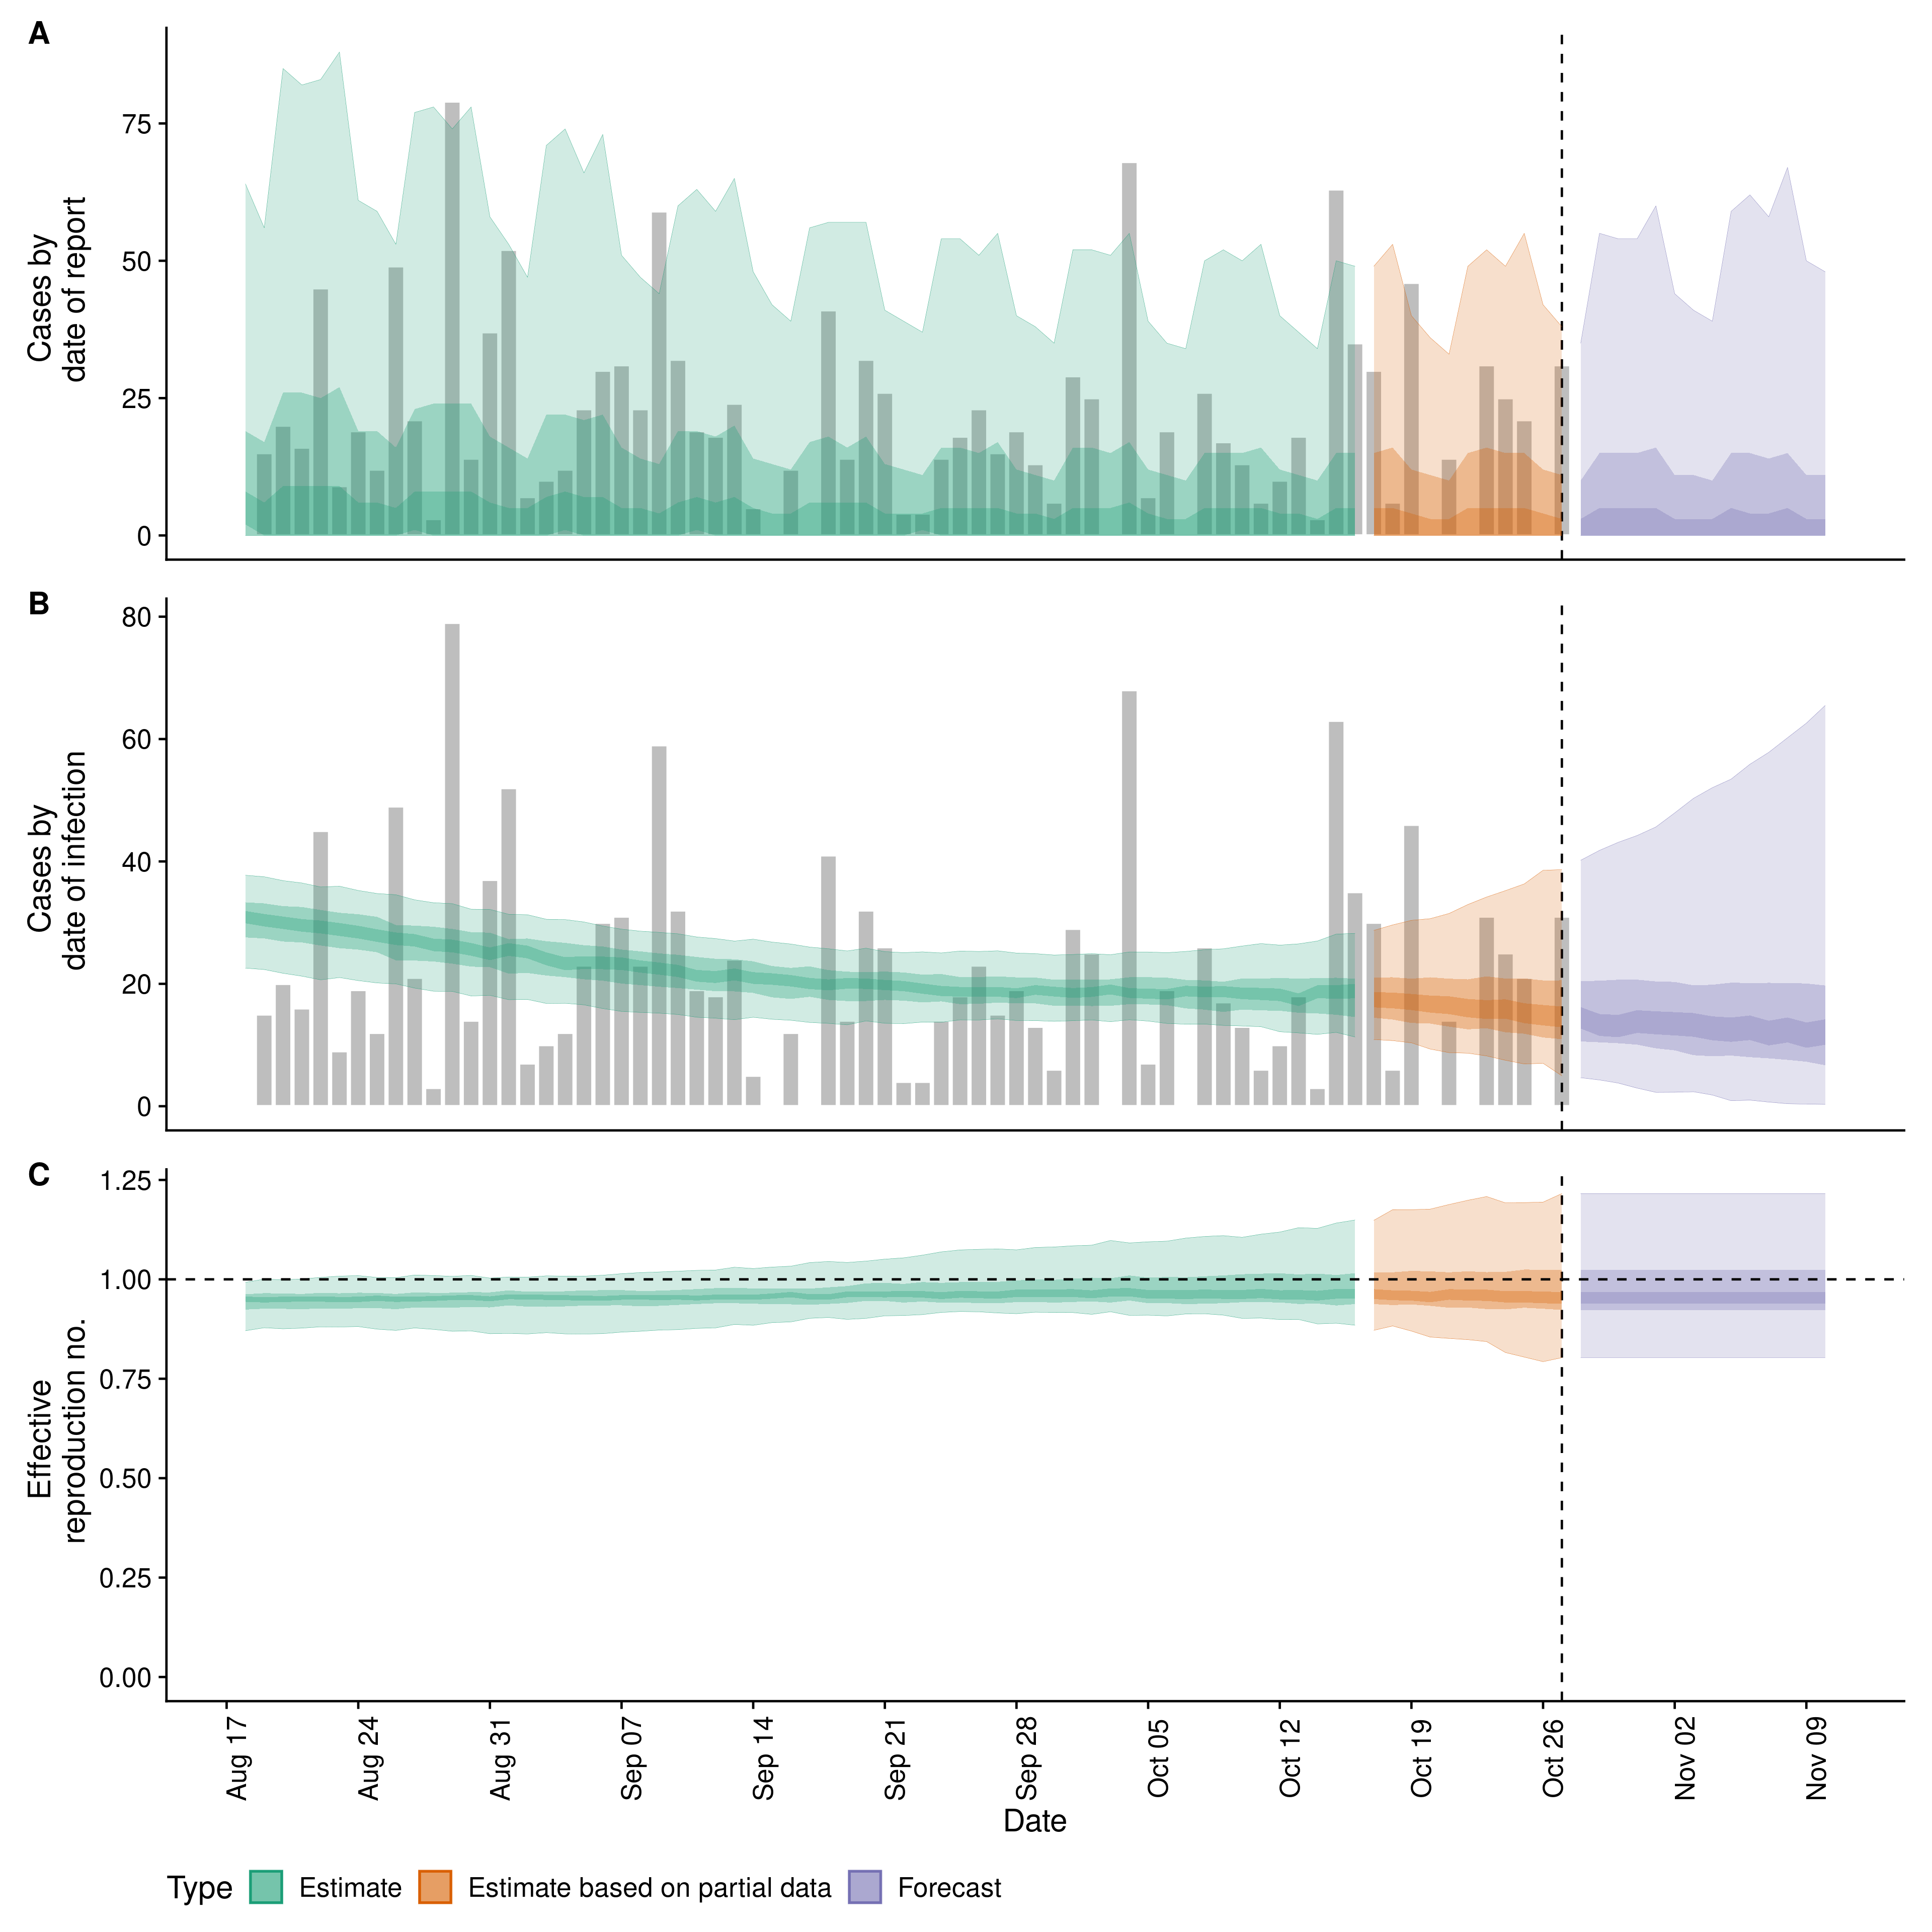 A
Cases by
date of report
75
50
25
0
B
Cases by
date of infection
80
60
40
20
0
C
Effective
reproduction no.
1.25
1.00
0.75
0.50
0.25
0.00
Aug 17
Aug 24
Aug 31
Sep 07
Sep 14
Sep 21
Sep 28
Oct 05
Oct 12
Oct 19
Oct 26
Nov 02
Nov 09
Date
Type Estimate Estimate based on partial data Forecast